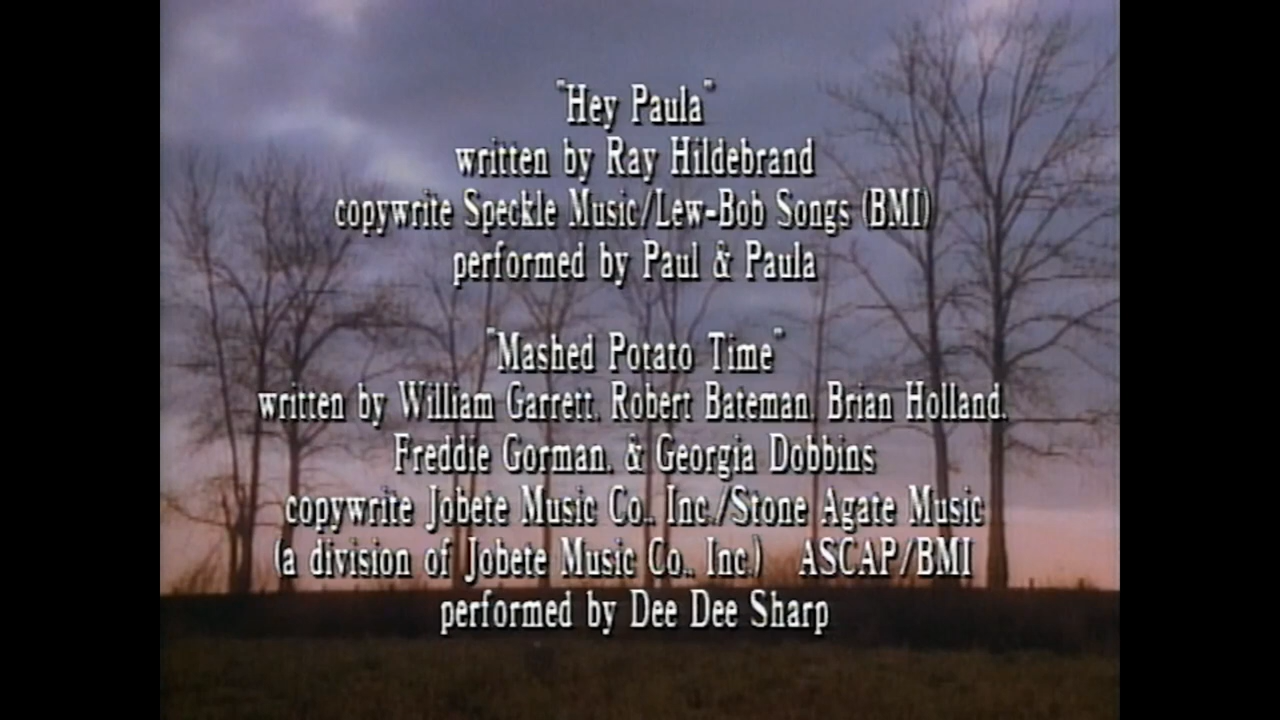 "Hey Paula"
written by Ray Hildebrand
copywrite Speckle Music/Lew-Bob Songs (BMI)
performed by Paul & Paula
"Mashed Potato Time"
written by William Garrett, Robert Bateman, Brian Holland,
Freddie Gorman, & Georgia Dobbins
copywrite Jobete Music Co., Inc./Stone Agate Music
(a division of Jobete Music Co., Inc.) ASCAP/BMI
performed by Dee Dee Sharp